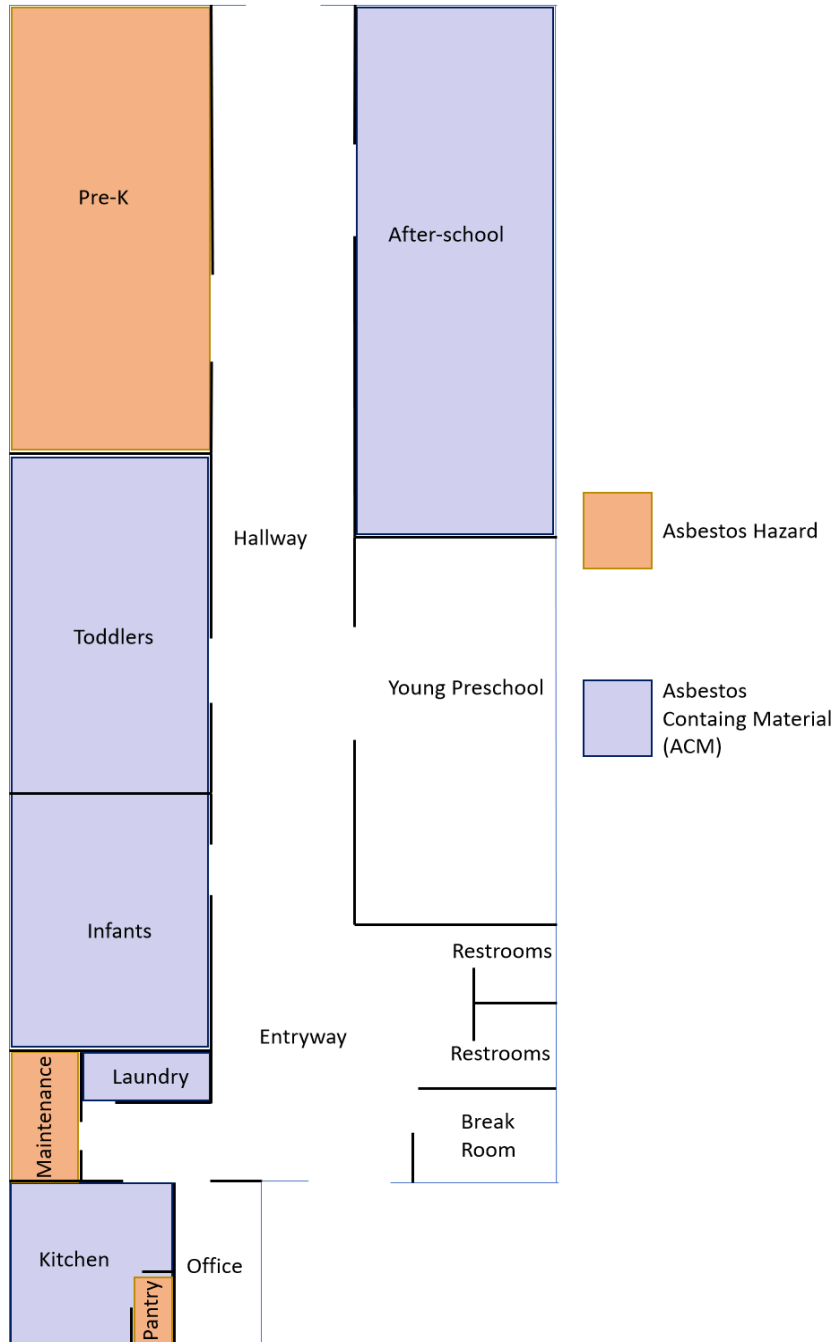 Pre-K
After-school
Hallway
Asbestos Hazard
Toddlers
Young Preschool
Asbestos
Containg Material
(ACM)
Infants
Restrooms
Entryway
Restrooms
Laundry
Maintenance
Break
Room
Kitchen
Office
Pantry